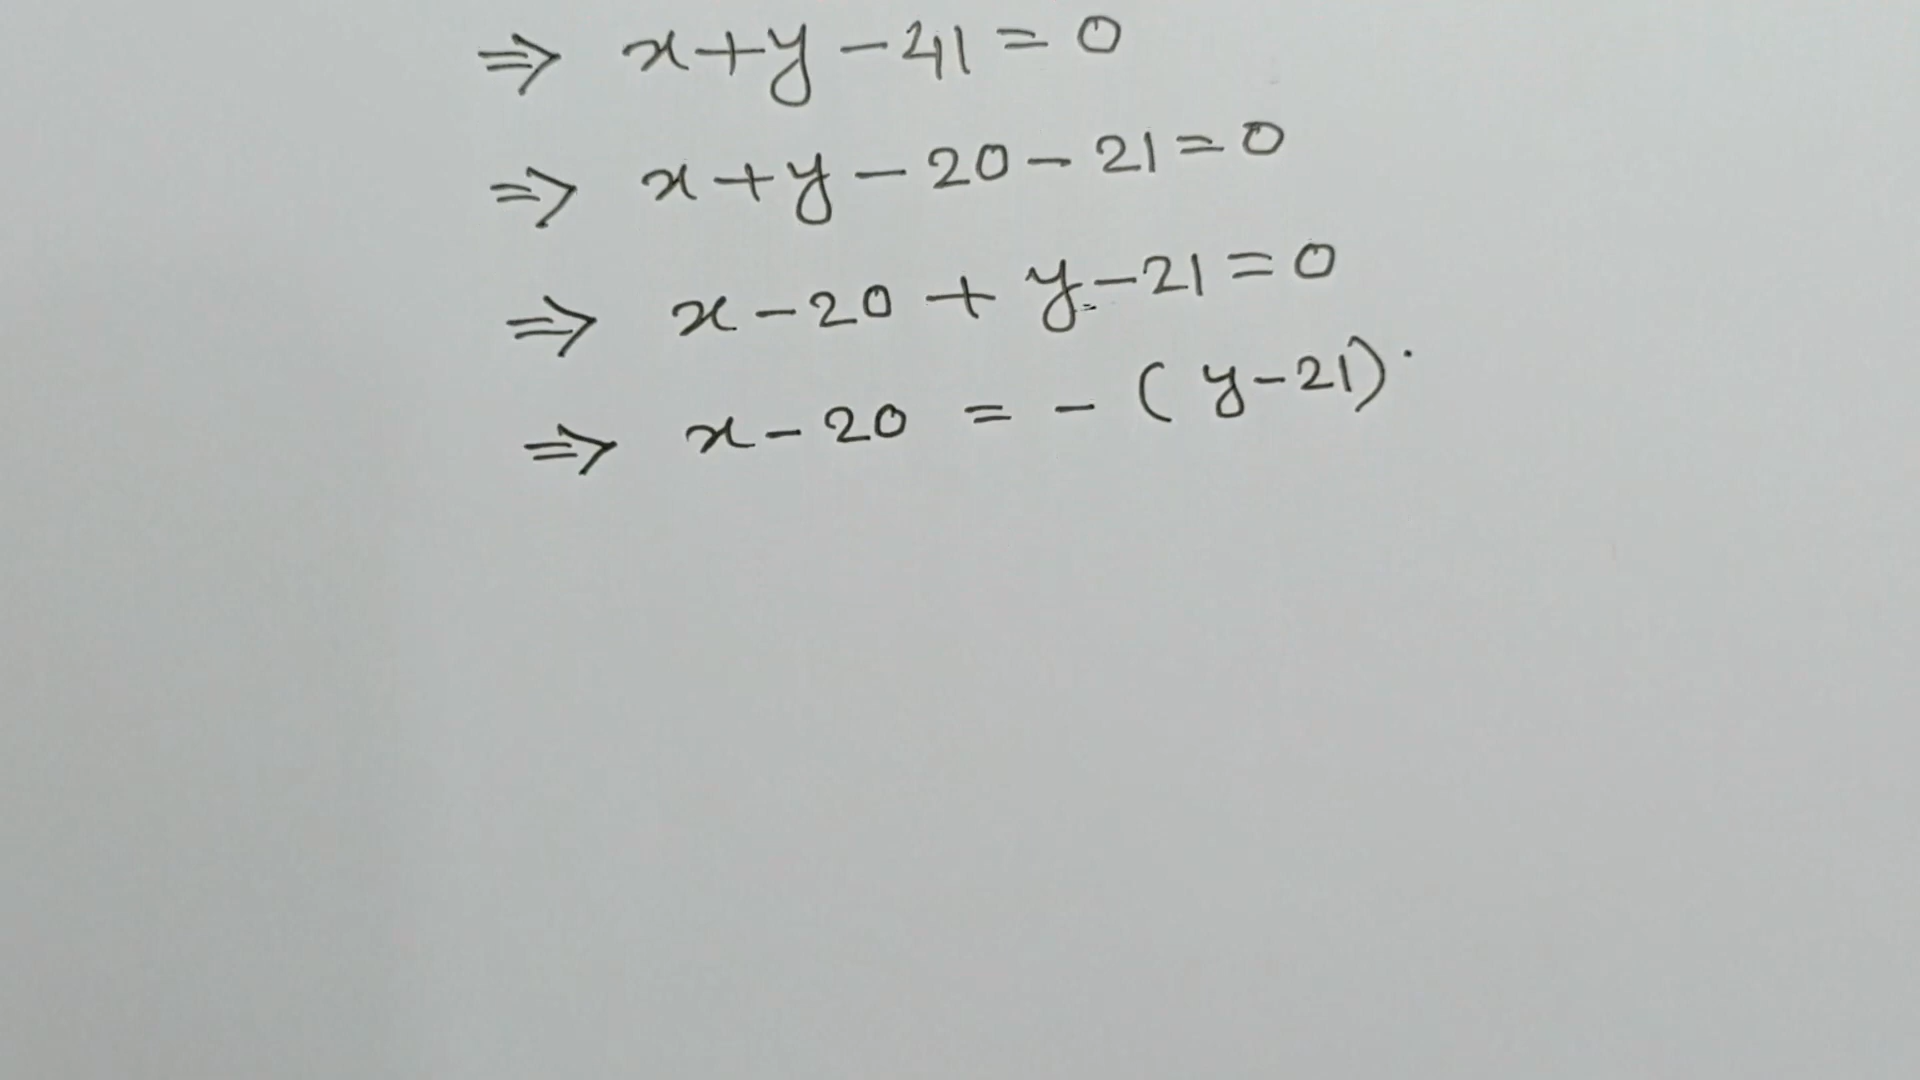 ⇒ x+y-41=0
⇒ x+y-20-21=0
⇒ x-20+y-21=0
⇒ x-20 = -(y-21).